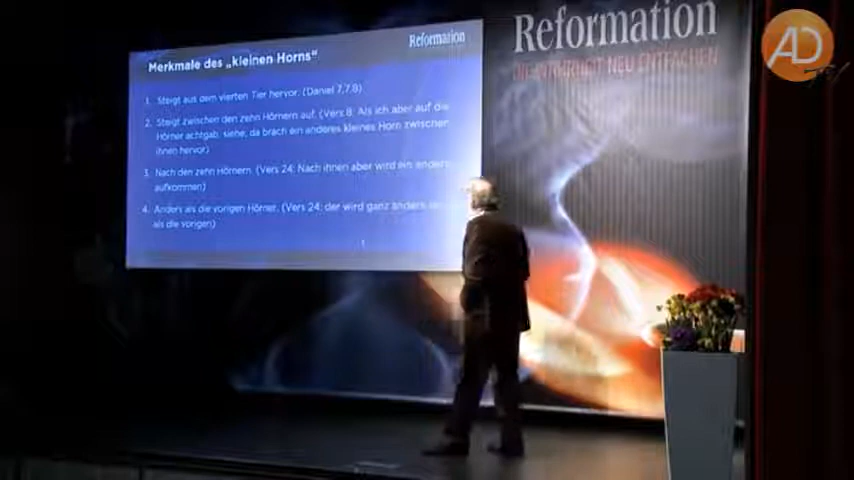 Reformation
Merkmale des „kleinen Horns“
1. Steigt aus dem vierten Tier hervor. (Daniel 7,7.8)
2. Steigt zwischen den zehn Hörnern auf. (Vers 8: Als ich aber auf die
Hörner achtgab, siehe, da brach ein anderes kleines Horn zwischen
ihnen hervor)
3. Nach den zehn Hörnern. (Vers 24: Nach ihnen aber wird ein
aufkommen)
4. Anders als die vorigen Hörner. (Vers 24: der wird ganz anders
als die vorigen)
Reformation
DIE WAHRHEIT NEU ENTFACHEN
AD